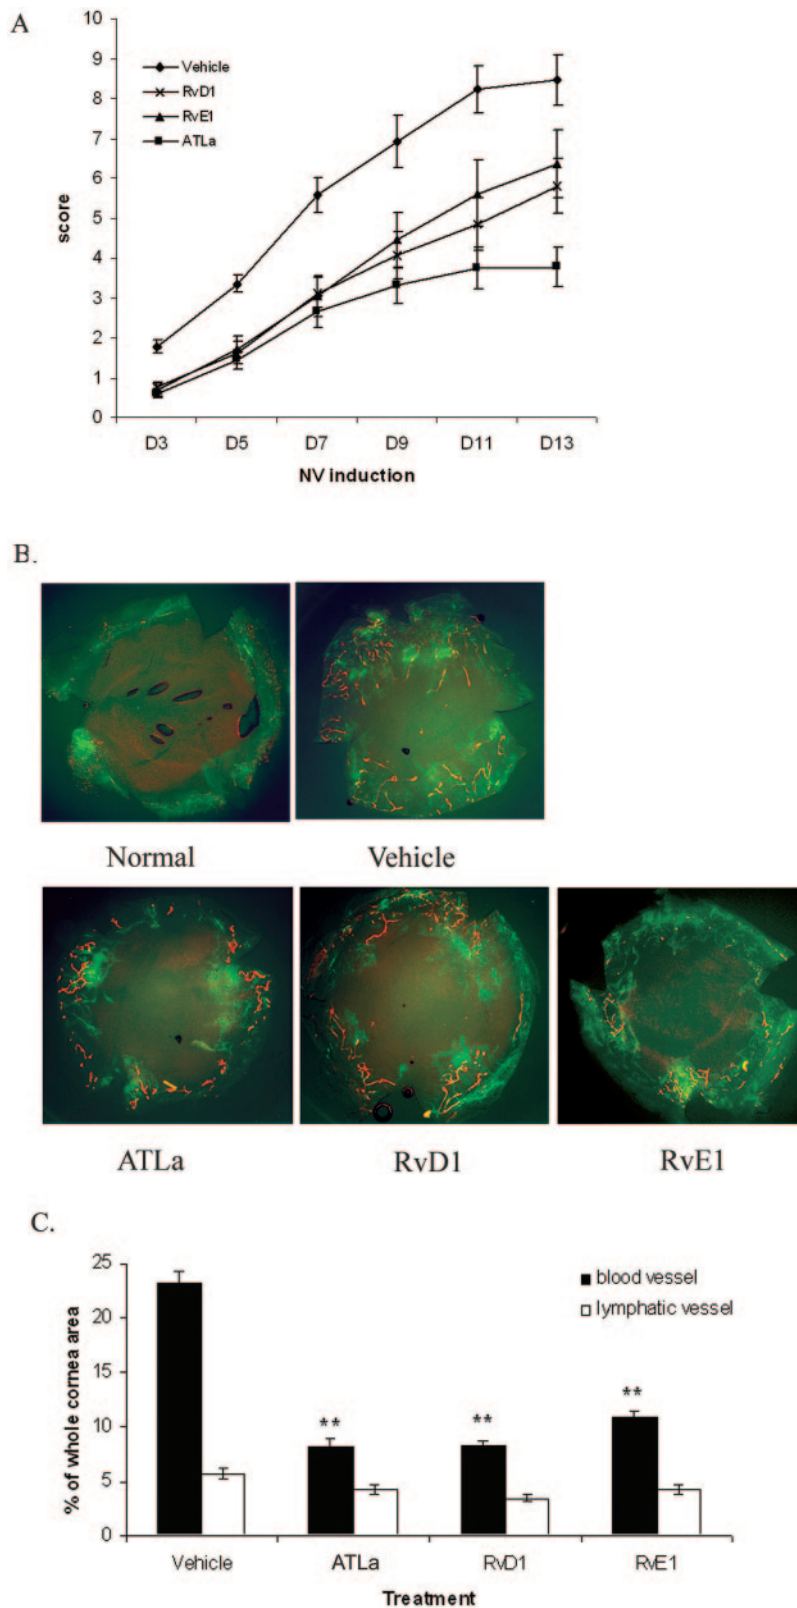 A
10
9
8
7
6
5
4
3
2
1
0
score
Vehicle
RvD1
RvE1
ATLa
D3 D5 D7 D9 D11 D13
NV induction
B.
Normal Vehicle
ATLa RvD1 RvE1
C.
25
20
15
10
5
0
% of whole cornea area
blood vessel
lymphatic vessel
** ** **
Vehicle ATLa RvD1 RvE1
Treatment